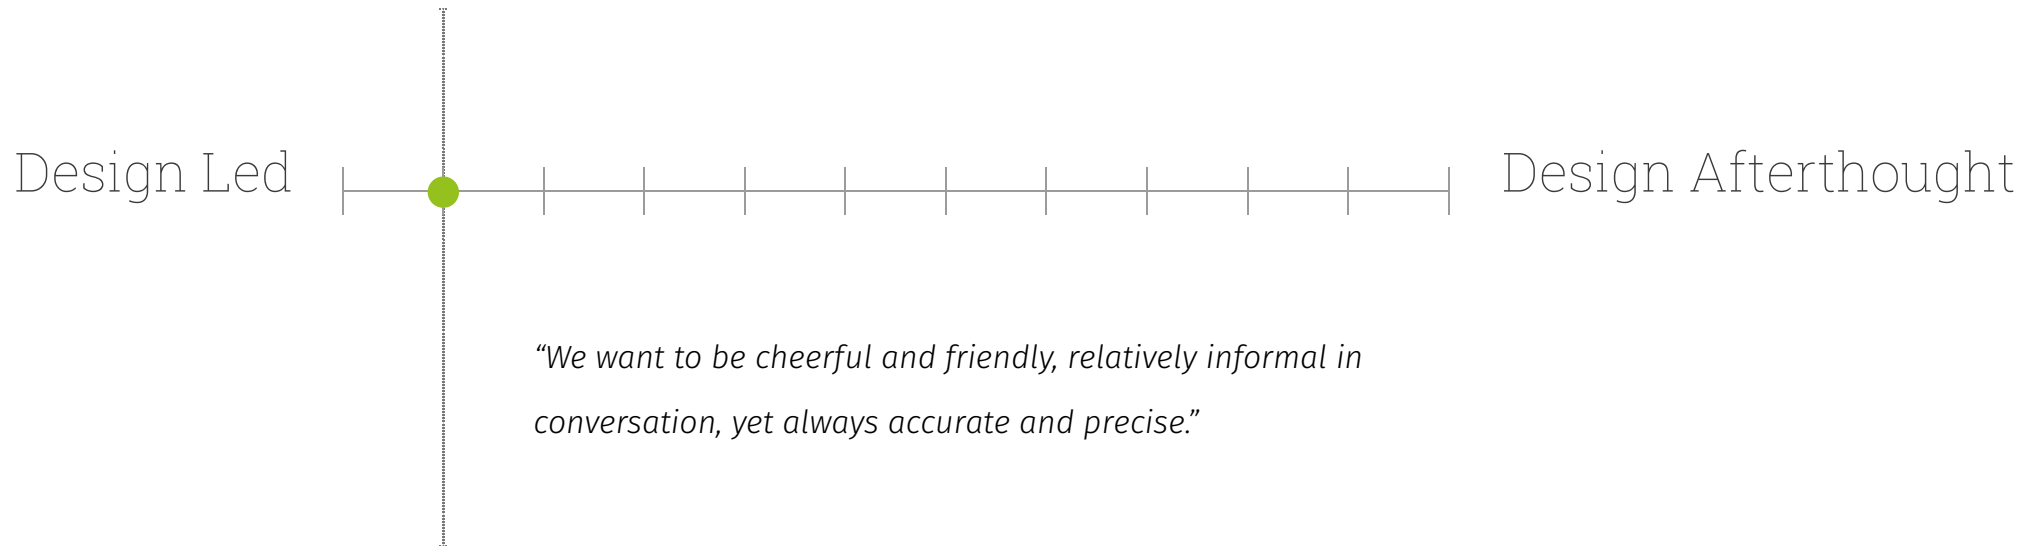 Design Led
Design Afterthought
“We want to be cheerful and friendly, relatively informal in
conversation, yet always accurate and precise.”